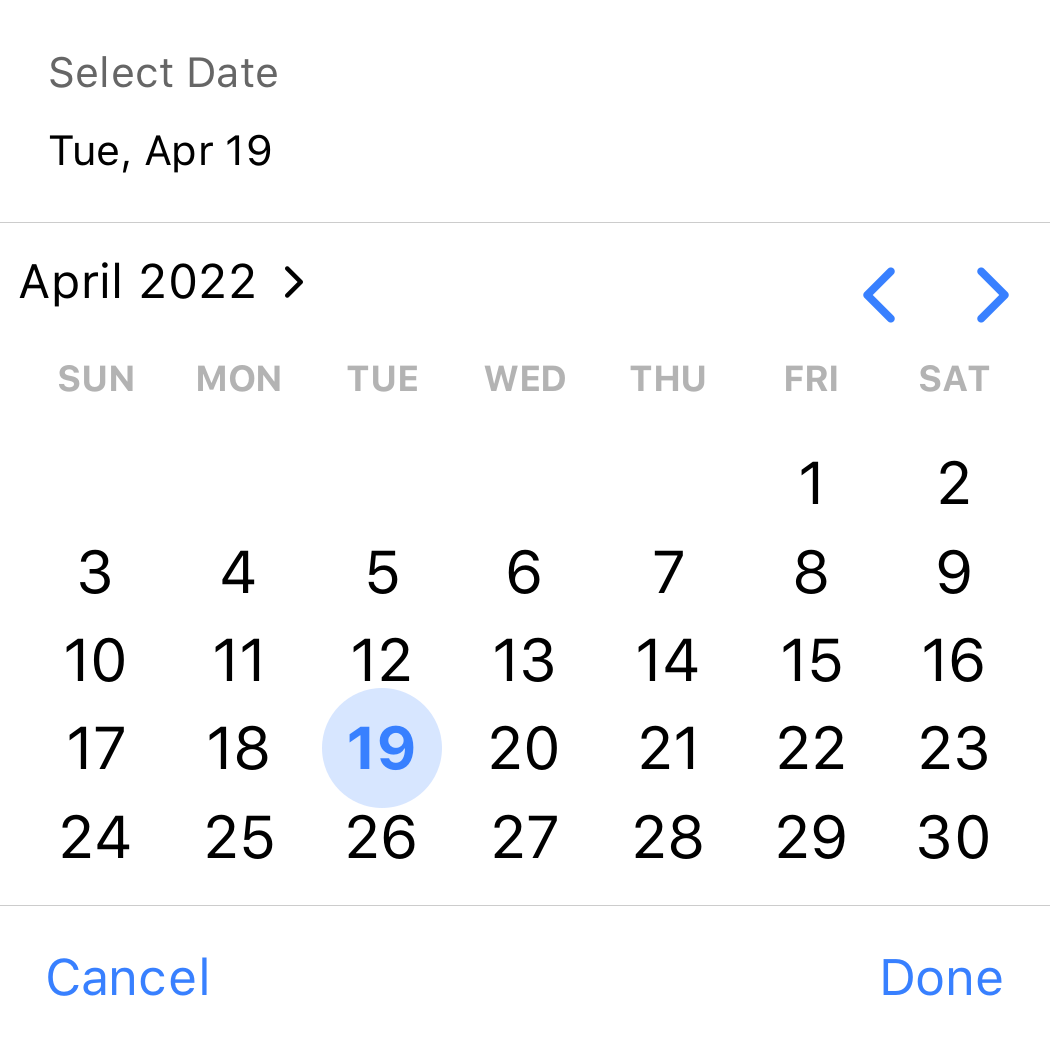 Select Date
Tue, Apr 19
April 2022
SUN MON TUE WED THU FRI SAT
1 2
3 4 5 6 7 8 9
10 11 12 13 14 15 16
17 18 19 20 21 22 23
24 25 26 27 28 29 30
Cancel Done